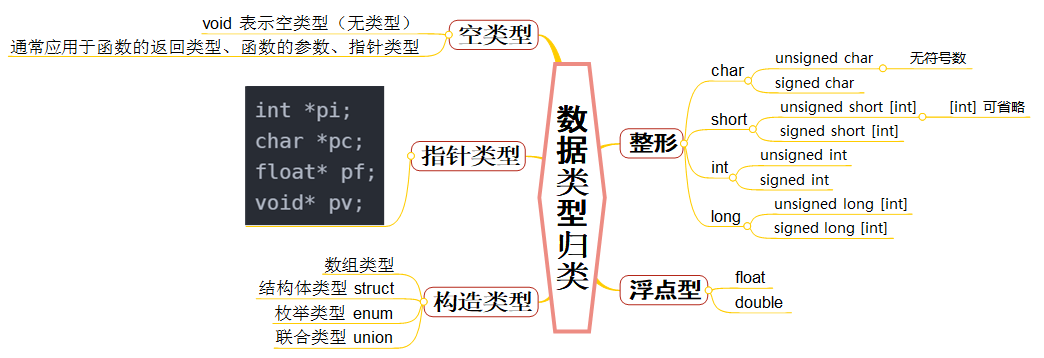 数据类型归类
空类型
void 表示空类型（无类型）
通常应用于函数的返回类型、函数的参数、指针类型
指针类型
int *pi;
char *pc;
float* pf;
void* pv;
构造类型
数组类型
结构体类型 struct
枚举类型 enum
联合类型 union
整形
char
unsigned char
无符号数
signed char
short
unsigned short [int]
[int] 可省略
signed short [int]
int
unsigned int
signed int
long
unsigned long [int]
signed long [int]
浮点型
float
double